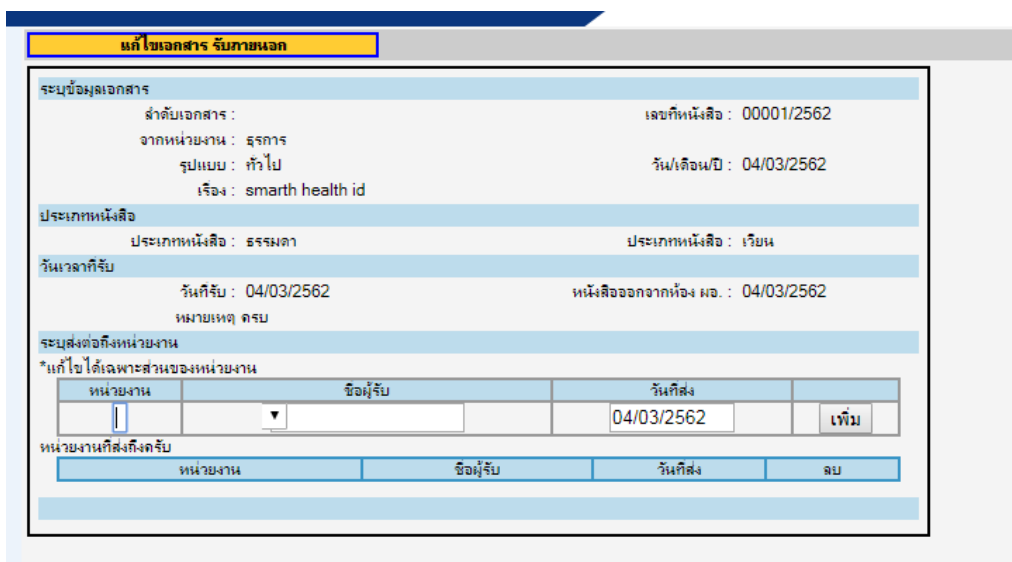 แก้ไขเอกสาร รับภายนอก
ระบุข้อมูลเอกสาร
ลำดับเอกสาร : เลขที่หนังสือ : 00001/2562
จากหน่วยงาน : ธุรการ
รูปแบบ : ทั่วไป วัน/เดือน/ปี : 04/03/2562
เรื่อง : smarth health id
ประเภทหนังสือ
ประเภทหนังสือ : ธรรมดา ประเภทหนังสือ : เวียน
วันเวลาที่รับ
วันที่รับ : 04/03/2562 หนังสือออกจากห้อง ผอ. : 04/03/2562
หมายเหตุ ครบ
ระบุส่งต่อถึงหน่วยงาน
*แก้ไขได้เฉพาะส่วนของหน่วยงาน
หน่วยงาน ชื่อผู้รับ วันที่ส่ง
04/03/2562 เพิ่ม
หน่วยงานที่ส่งถึงครับ
หน่วยงาน ชื่อผู้รับ วันที่ส่ง ลบ